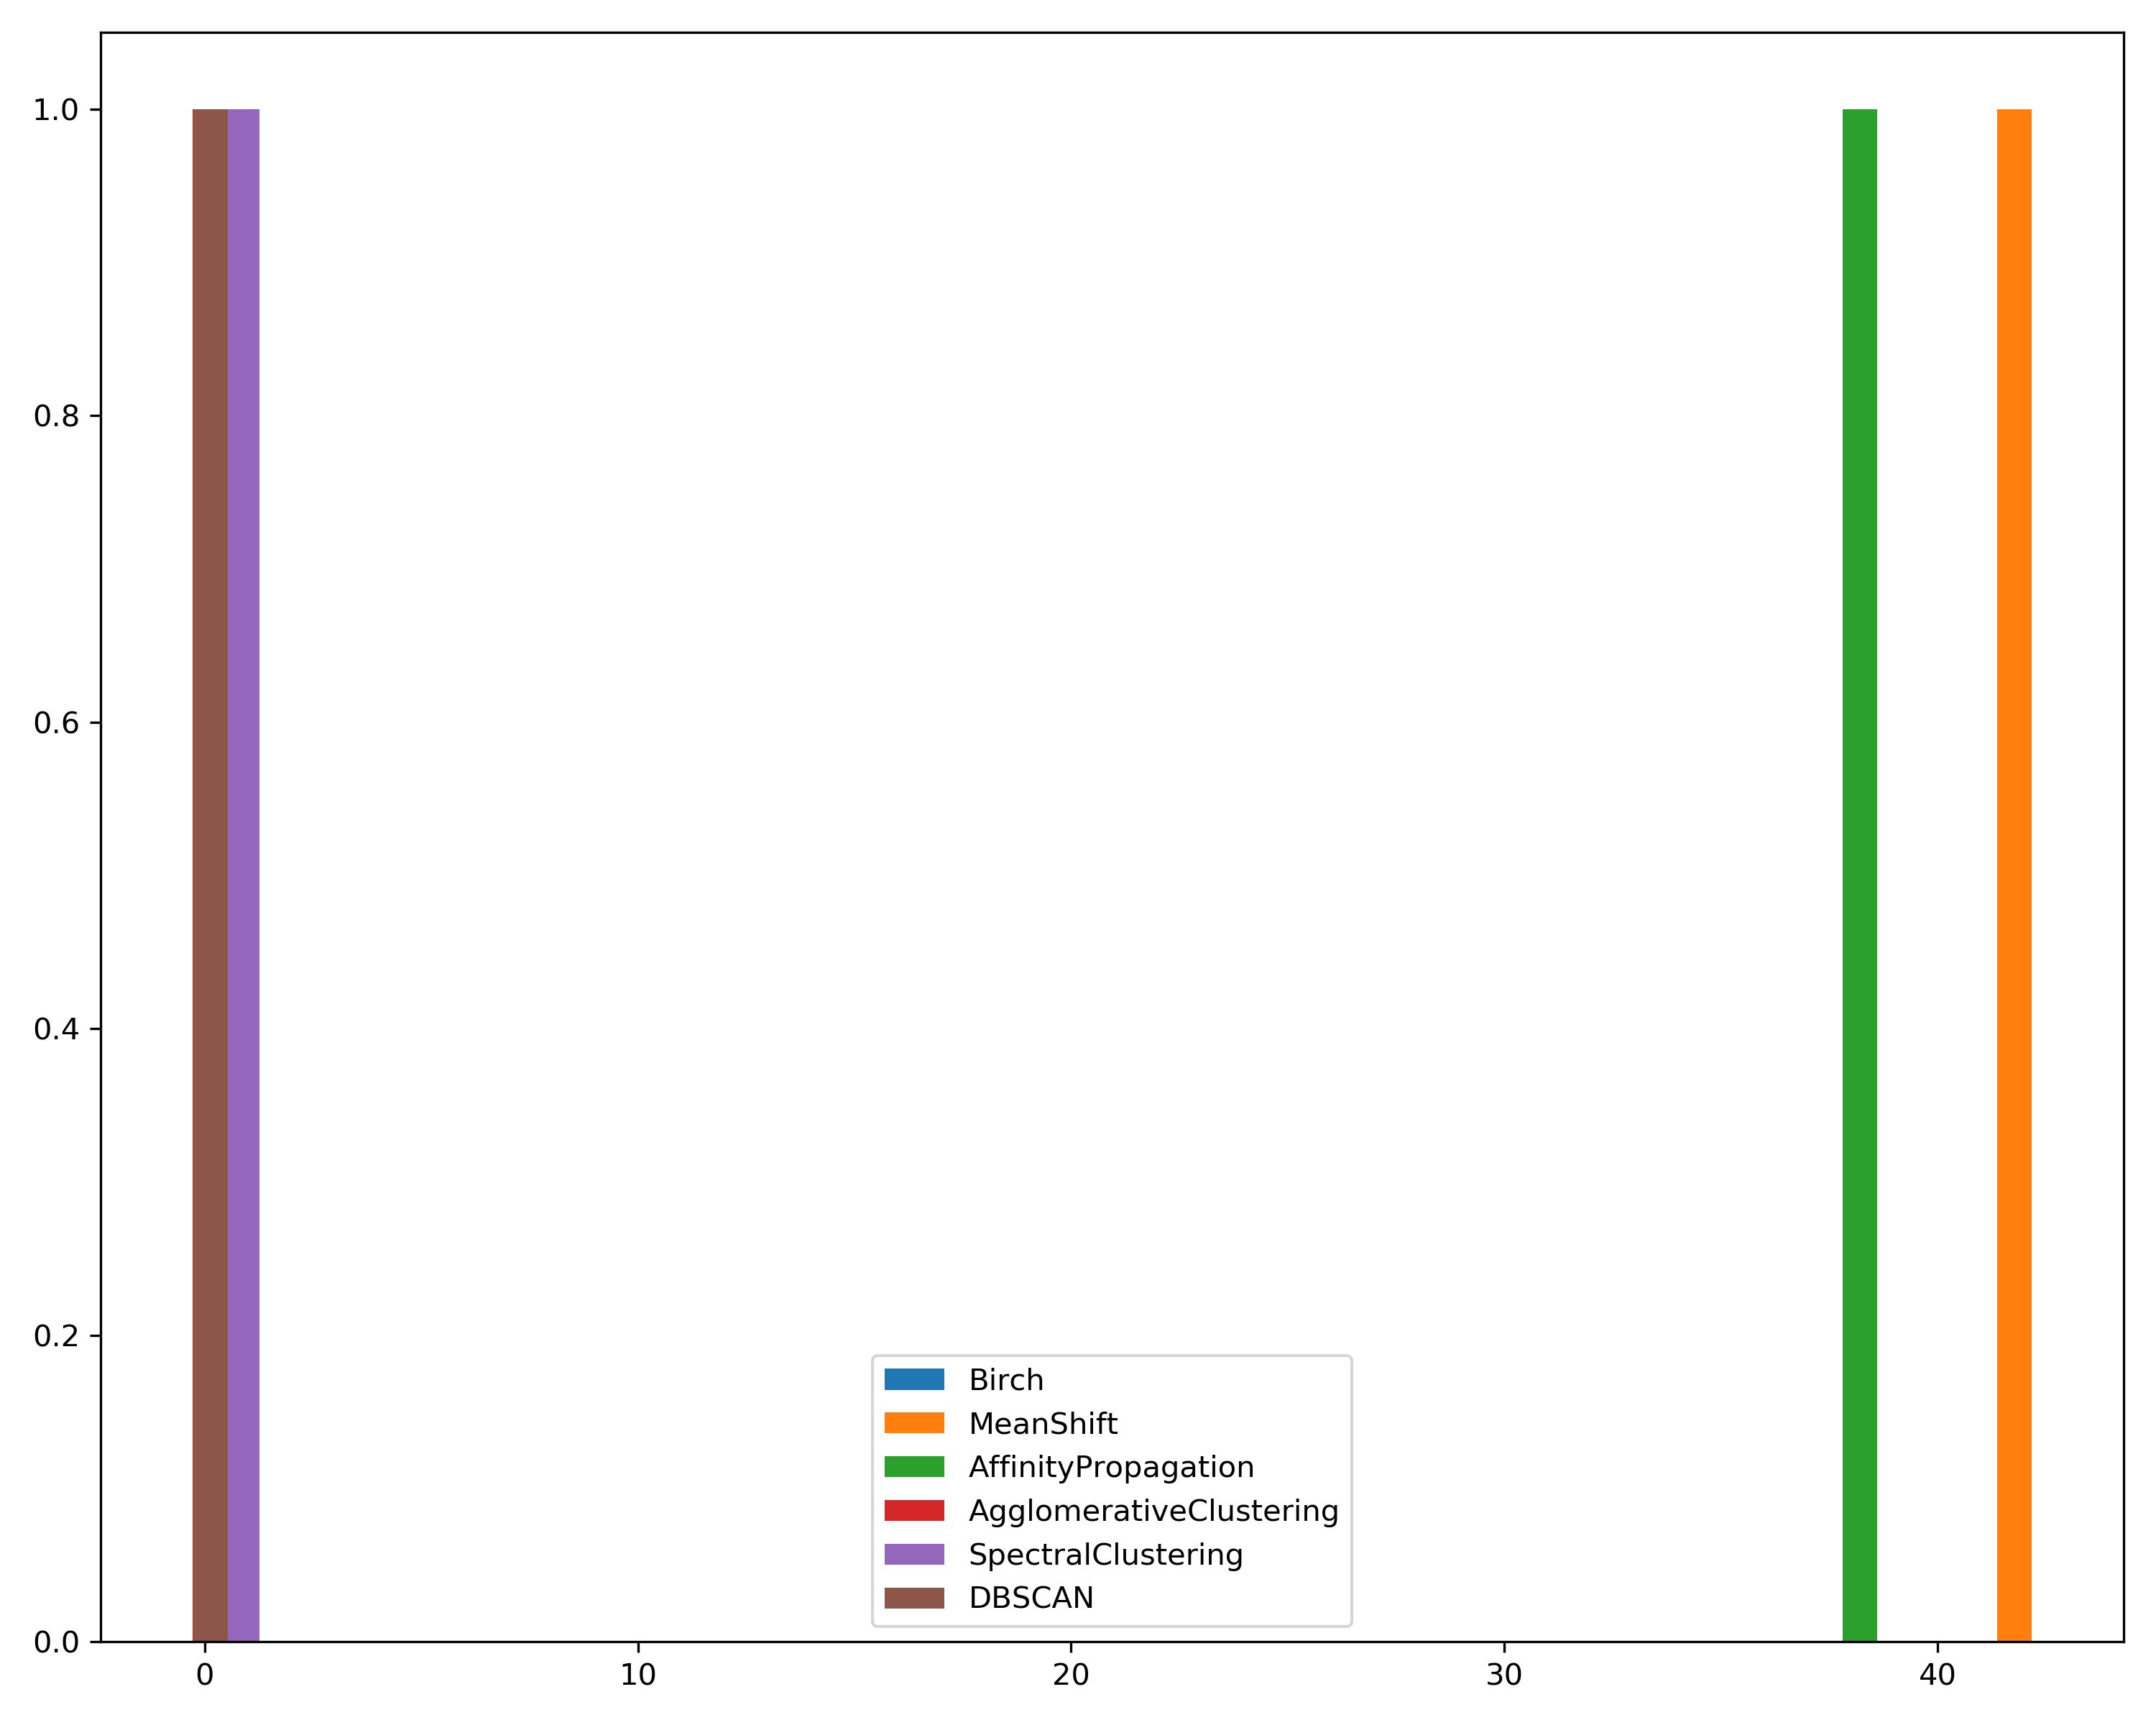 1.0
0.8
0.6
0.4
0.2
0.0
Birch
MeanShift
AffinityPropagation
AgglomerativeClustering
SpectralClustering
DBSCAN
0 10 20 30 40